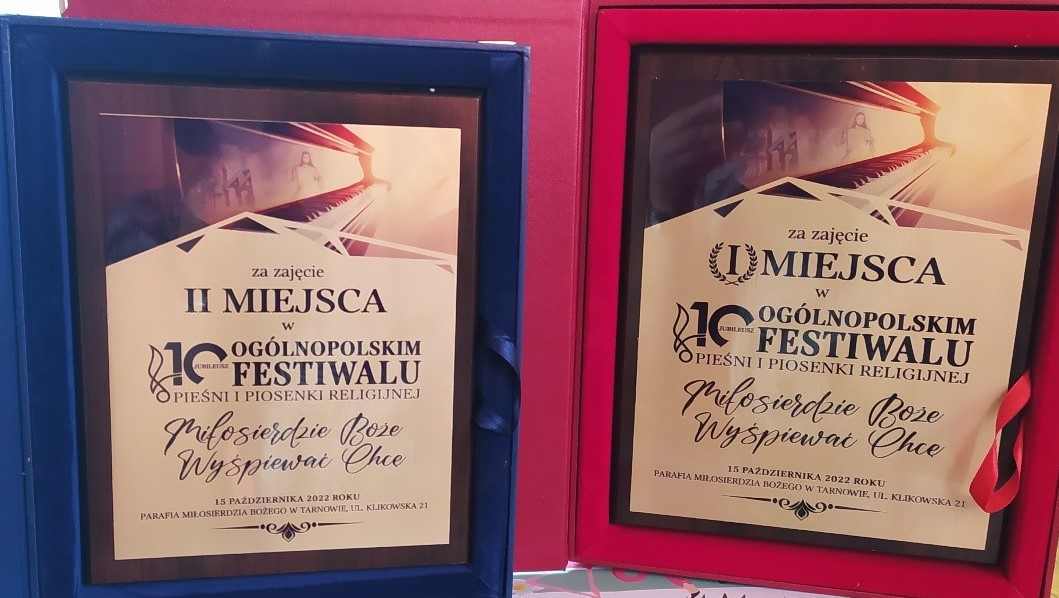 za zajęcie
II MIEJSCA
w
10 JUBILEUSZ OGÓLNOPOLSKIM
FESTIWALU
PIEŚNI I PIOSENKI RELIGIJNEJ
Miłosierdzie Boże
Wyśpiewać Chcę
15 PAŹDZIERNIKA 2022 ROKU
PARAFIA MIŁOSIERDZIA BOŻEGO W TARNOWIE, UL. KLIKOWSKA 21
za zajęcie
I MIEJSCA
w
10 JUBILEUSZ OGÓLNOPOLSKIM
FESTIWALU
PIEŚNI I PIOSENKI RELIGIJNEJ
Miłosierdzie Boże
Wyśpiewać Chcę
15 PAŹDZIERNIKA 2022 ROKU
PARAFIA MIŁOSIERDZIA BOŻEGO W TARNOWIE, UL. KLIKOWSKA 21